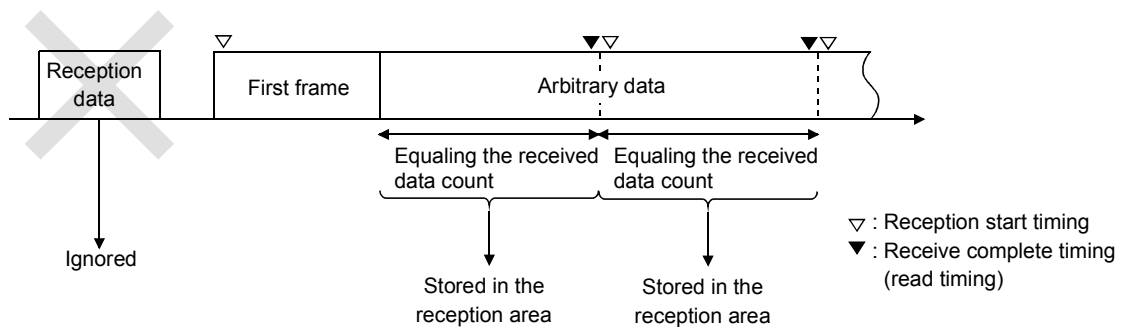 Reception
data
First frame
Arbitrary data
Equaling the received
data count
Equaling the received
data count
Ignored
Stored in the
reception area
Stored in the
reception area
▽ : Reception start timing
▼ : Receive complete timing
(read timing)